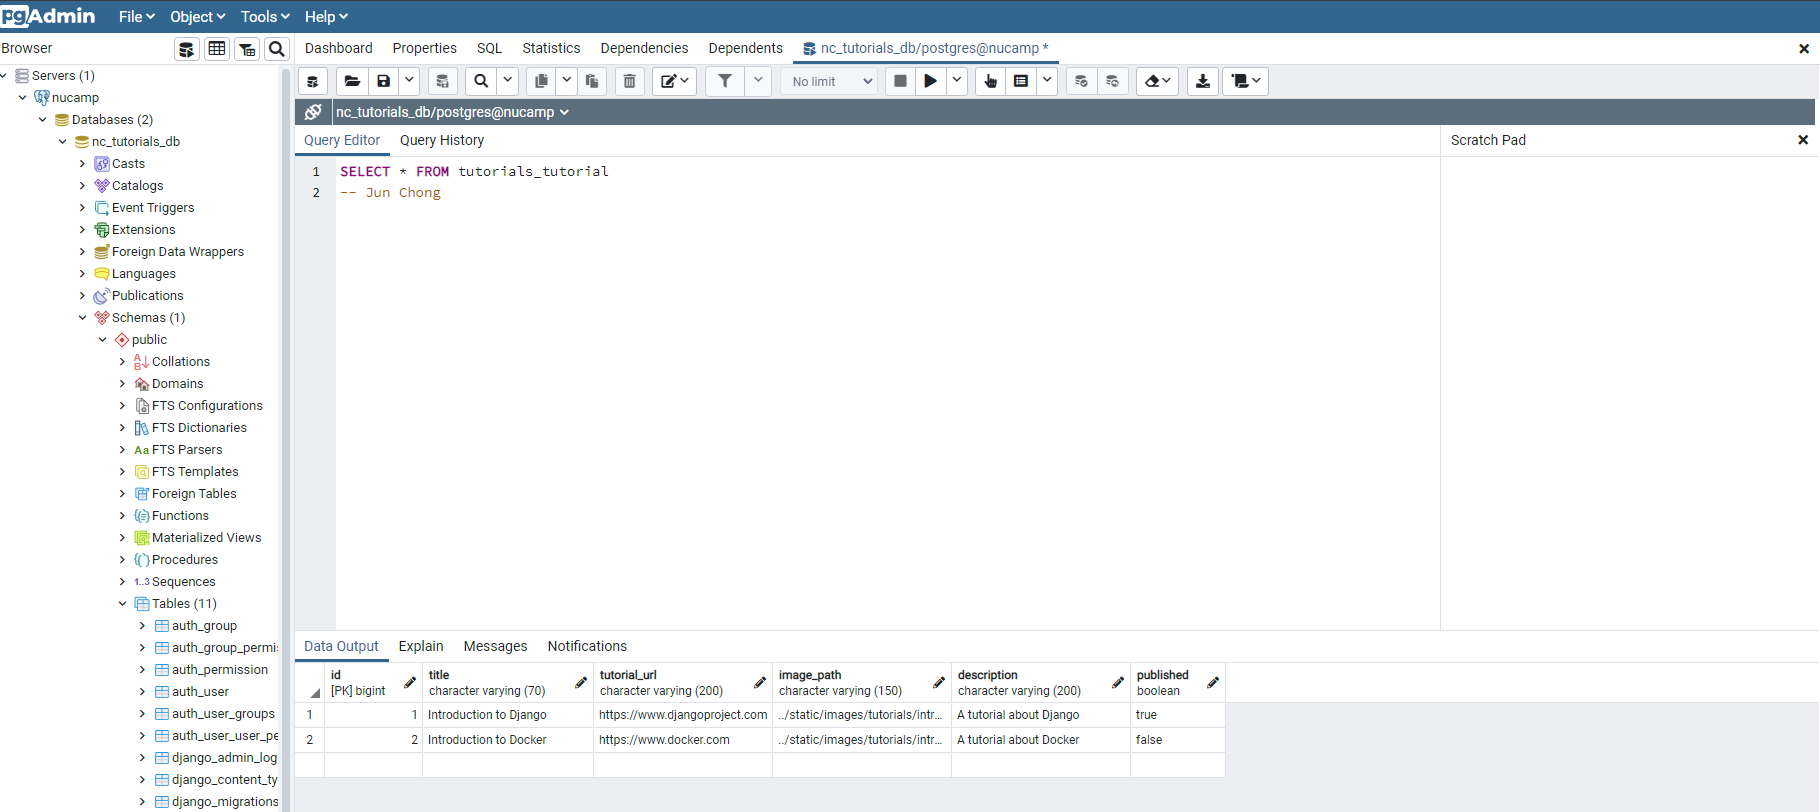 pgAdmin File Object Tools Help
Browser
Dashboard Properties SQL Statistics Dependencies Dependents nc_tutorials_db/postgres@nucamp *
No limit
nc_tutorials_db/postgres@nucamp
Query Editor Query History
Scratch Pad
1 SELECT * FROM tutorials_tutorial
2 -- Jun Chong
Servers (1)
nucamp
Databases (2)
nc_tutorials_db
Casts
Catalogs
Event Triggers
Extensions
Foreign Data Wrappers
Languages
Publications
Schemas (1)
public
Collations
Domains
FTS Configurations
FTS Dictionaries
Aa FTS Parsers
FTS Templates
Foreign Tables
Functions
Materialized Views
Procedures
1..3 Sequences
Tables (11)
auth_group
auth_group_permis
auth_permission
auth_user
auth_user_groups
auth_user_user_pe
django_admin_log
django_content_ty
django_migrations
Data Output Explain Messages Notifications
id title tutorial_url image_path description published
[PK] bigint character varying (70) character varying (200) character varying (150) character varying (200) boolean
1 1 Introduction to Django https://www.djangoproject.com ../static/images/tutorials/intr... A tutorial about Django true
2 2 Introduction to Docker https://www.docker.com ../static/images/tutorials/intr... A tutorial about Docker false